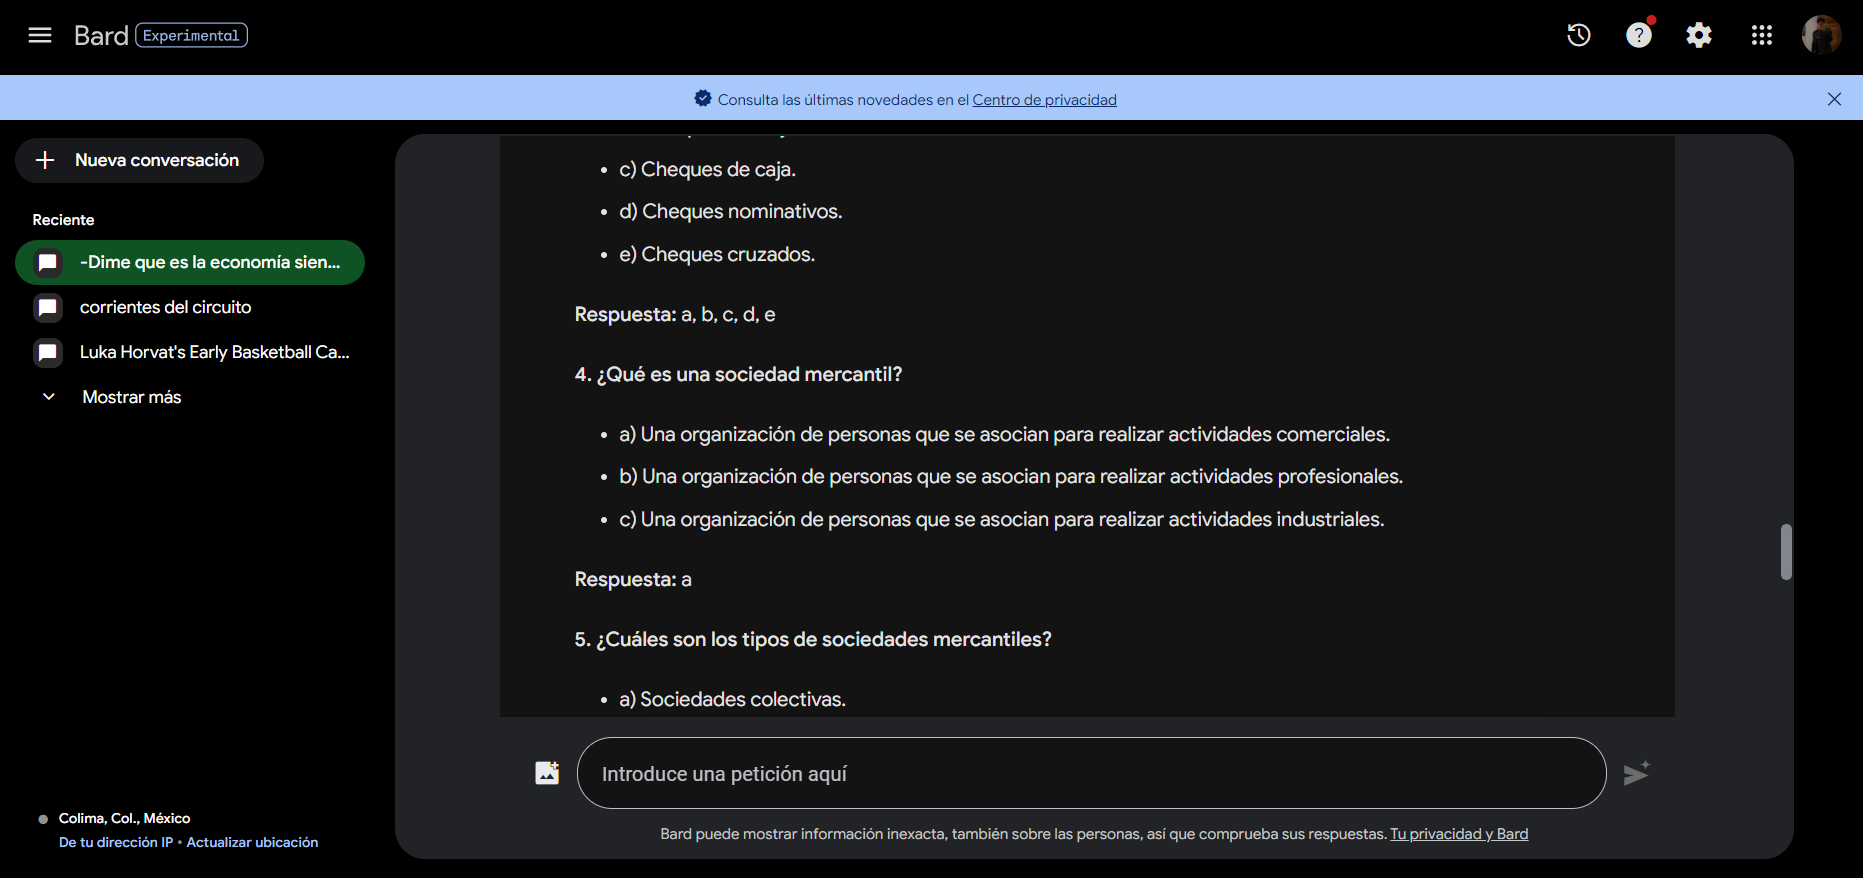 Bard Experimental
Consulta las últimas novedades en el Centro de privacidad
Nueva conversación
Reciente
-Dime que es la economía sien...
corrientes del circuito
Luka Horvat's Early Basketball Ca...
Mostrar más
Colima, Col., México
De tu dirección IP • Actualizar ubicación
• c) Cheques de caja.
• d) Cheques nominativos.
• e) Cheques cruzados.
Respuesta: a, b, c, d, e
4. ¿Qué es una sociedad mercantil?
• a) Una organización de personas que se asocian para realizar actividades comerciales.
• b) Una organización de personas que se asocian para realizar actividades profesionales.
• c) Una organización de personas que se asocian para realizar actividades industriales.
Respuesta: a
5. ¿Cuáles son los tipos de sociedades mercantiles?
• a) Sociedades colectivas.
Introduce una petición aquí
Bard puede mostrar información inexacta, también sobre las personas, así que comprueba sus respuestas. Tu privacidad y Bard